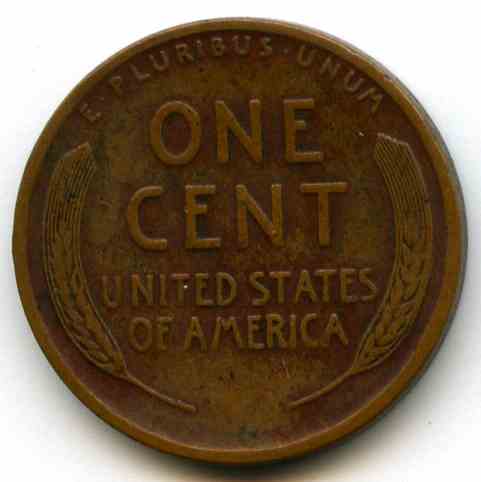 E·PLURIBUS·UNUM
ONE
CENT
UNITED STATES
OF AMERICA